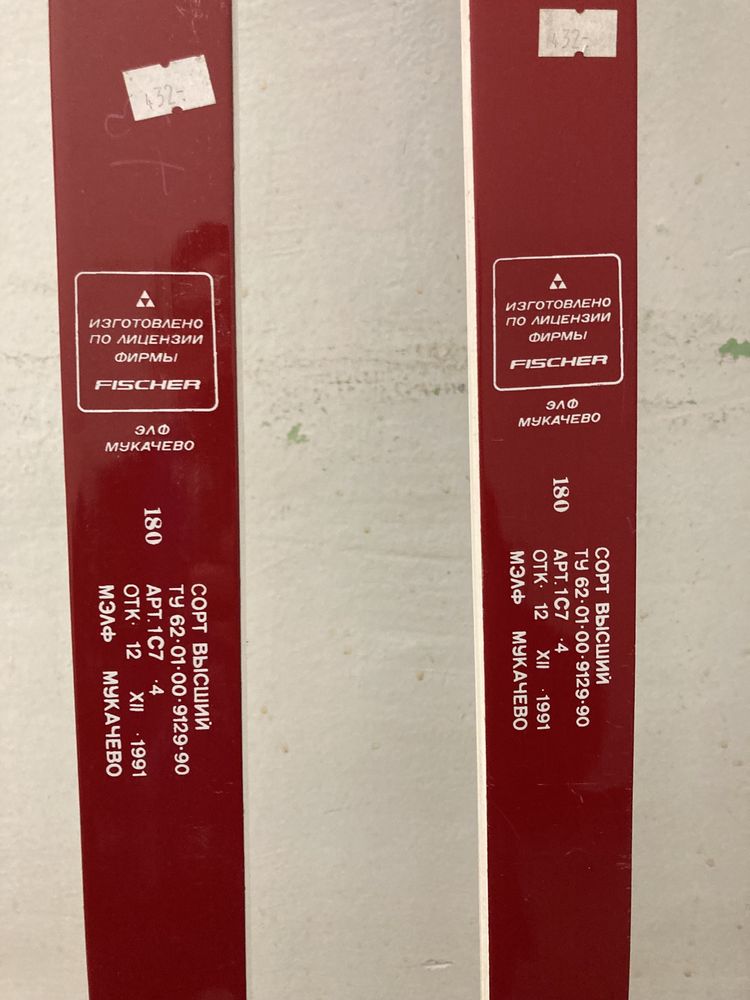 432-
ИЗГОТОВЛЕНО
ПО ЛИЦЕНЗИИ
ФИРМЫ
FISCHER
ЭЛФ
МУКАЧЕВО
180
СОРТ ВЫСШИЙ
ТУ 62·01·00·9129·90
АРТ. 1С7 ·4
ОТК· 12 XII ·1991
МЭЛФ МУКАЧЕВО
432-
ИЗГОТОВЛЕНО
ПО ЛИЦЕНЗИИ
ФИРМЫ
FISCHER
ЭЛФ
МУКАЧЕВО
180
СОРТ ВЫСШИЙ
ТУ 62·01·00·9129·90
АРТ. 1С7 ·4
ОТК· 12 XII ·1991
МЭЛФ МУКАЧЕВО